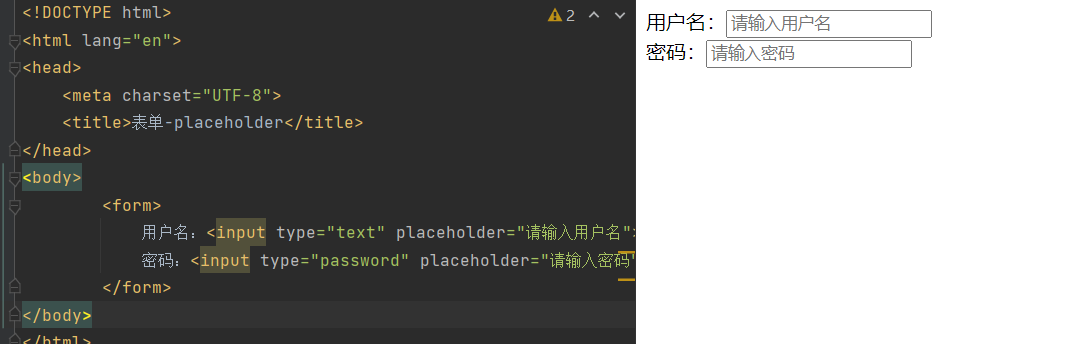 <!DOCTYPE html>
2
<html lang="en">
<head>
<meta charset="UTF-8">
<title>表单-placeholder</title>
</head>
<body>
<form>
用户名：<input type="text" placeholder="请输入用户名">
密码：<input type="password" placeholder="请输入密码"
</form>
</body>
</html>
用户名：请输入用户名
密码：请输入密码